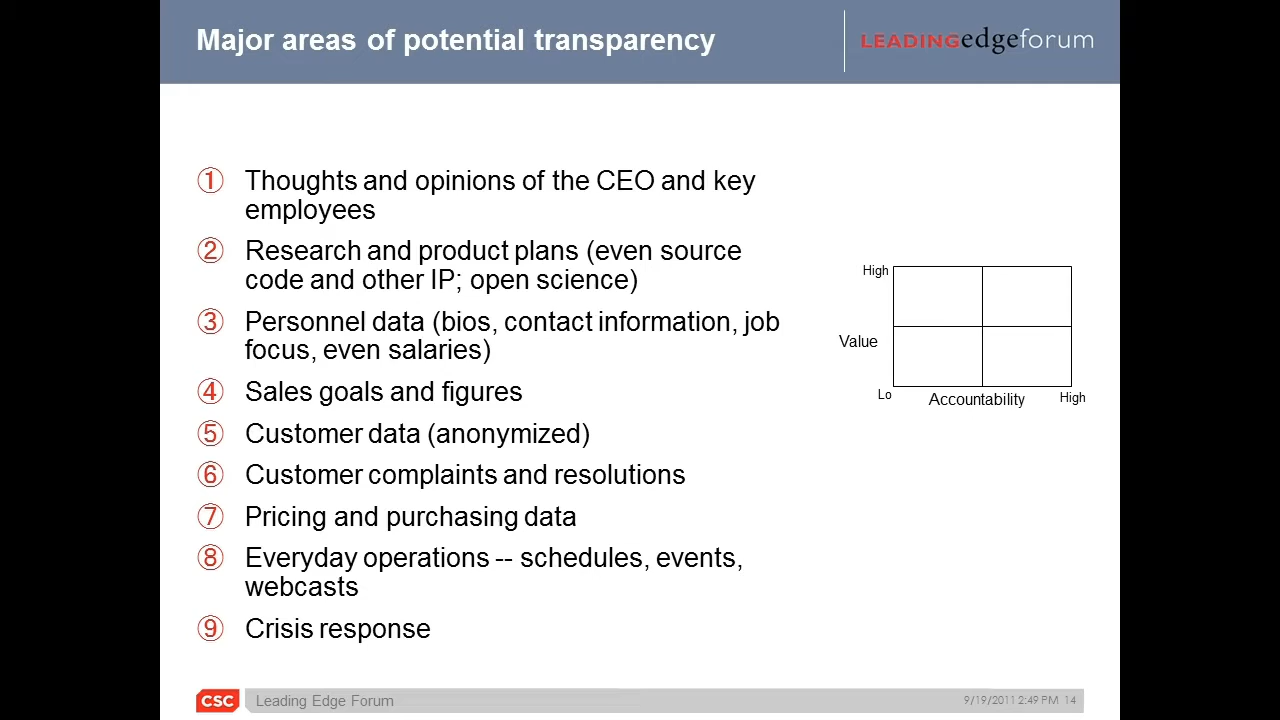 Major areas of potential transparency
LEADINGedgeforum
① Thoughts and opinions of the CEO and key
employees
② Research and product plans (even source
code and other IP; open science)
③ Personnel data (bios, contact information, job
focus, even salaries)
④ Sales goals and figures
⑤ Customer data (anonymized)
⑥ Customer complaints and resolutions
⑦ Pricing and purchasing data
⑧ Everyday operations -- schedules, events,
webcasts
⑨ Crisis response
High
Value
Lo
Accountability
High
CSC
Leading Edge Forum
9/19/2011 2:49 PM 14